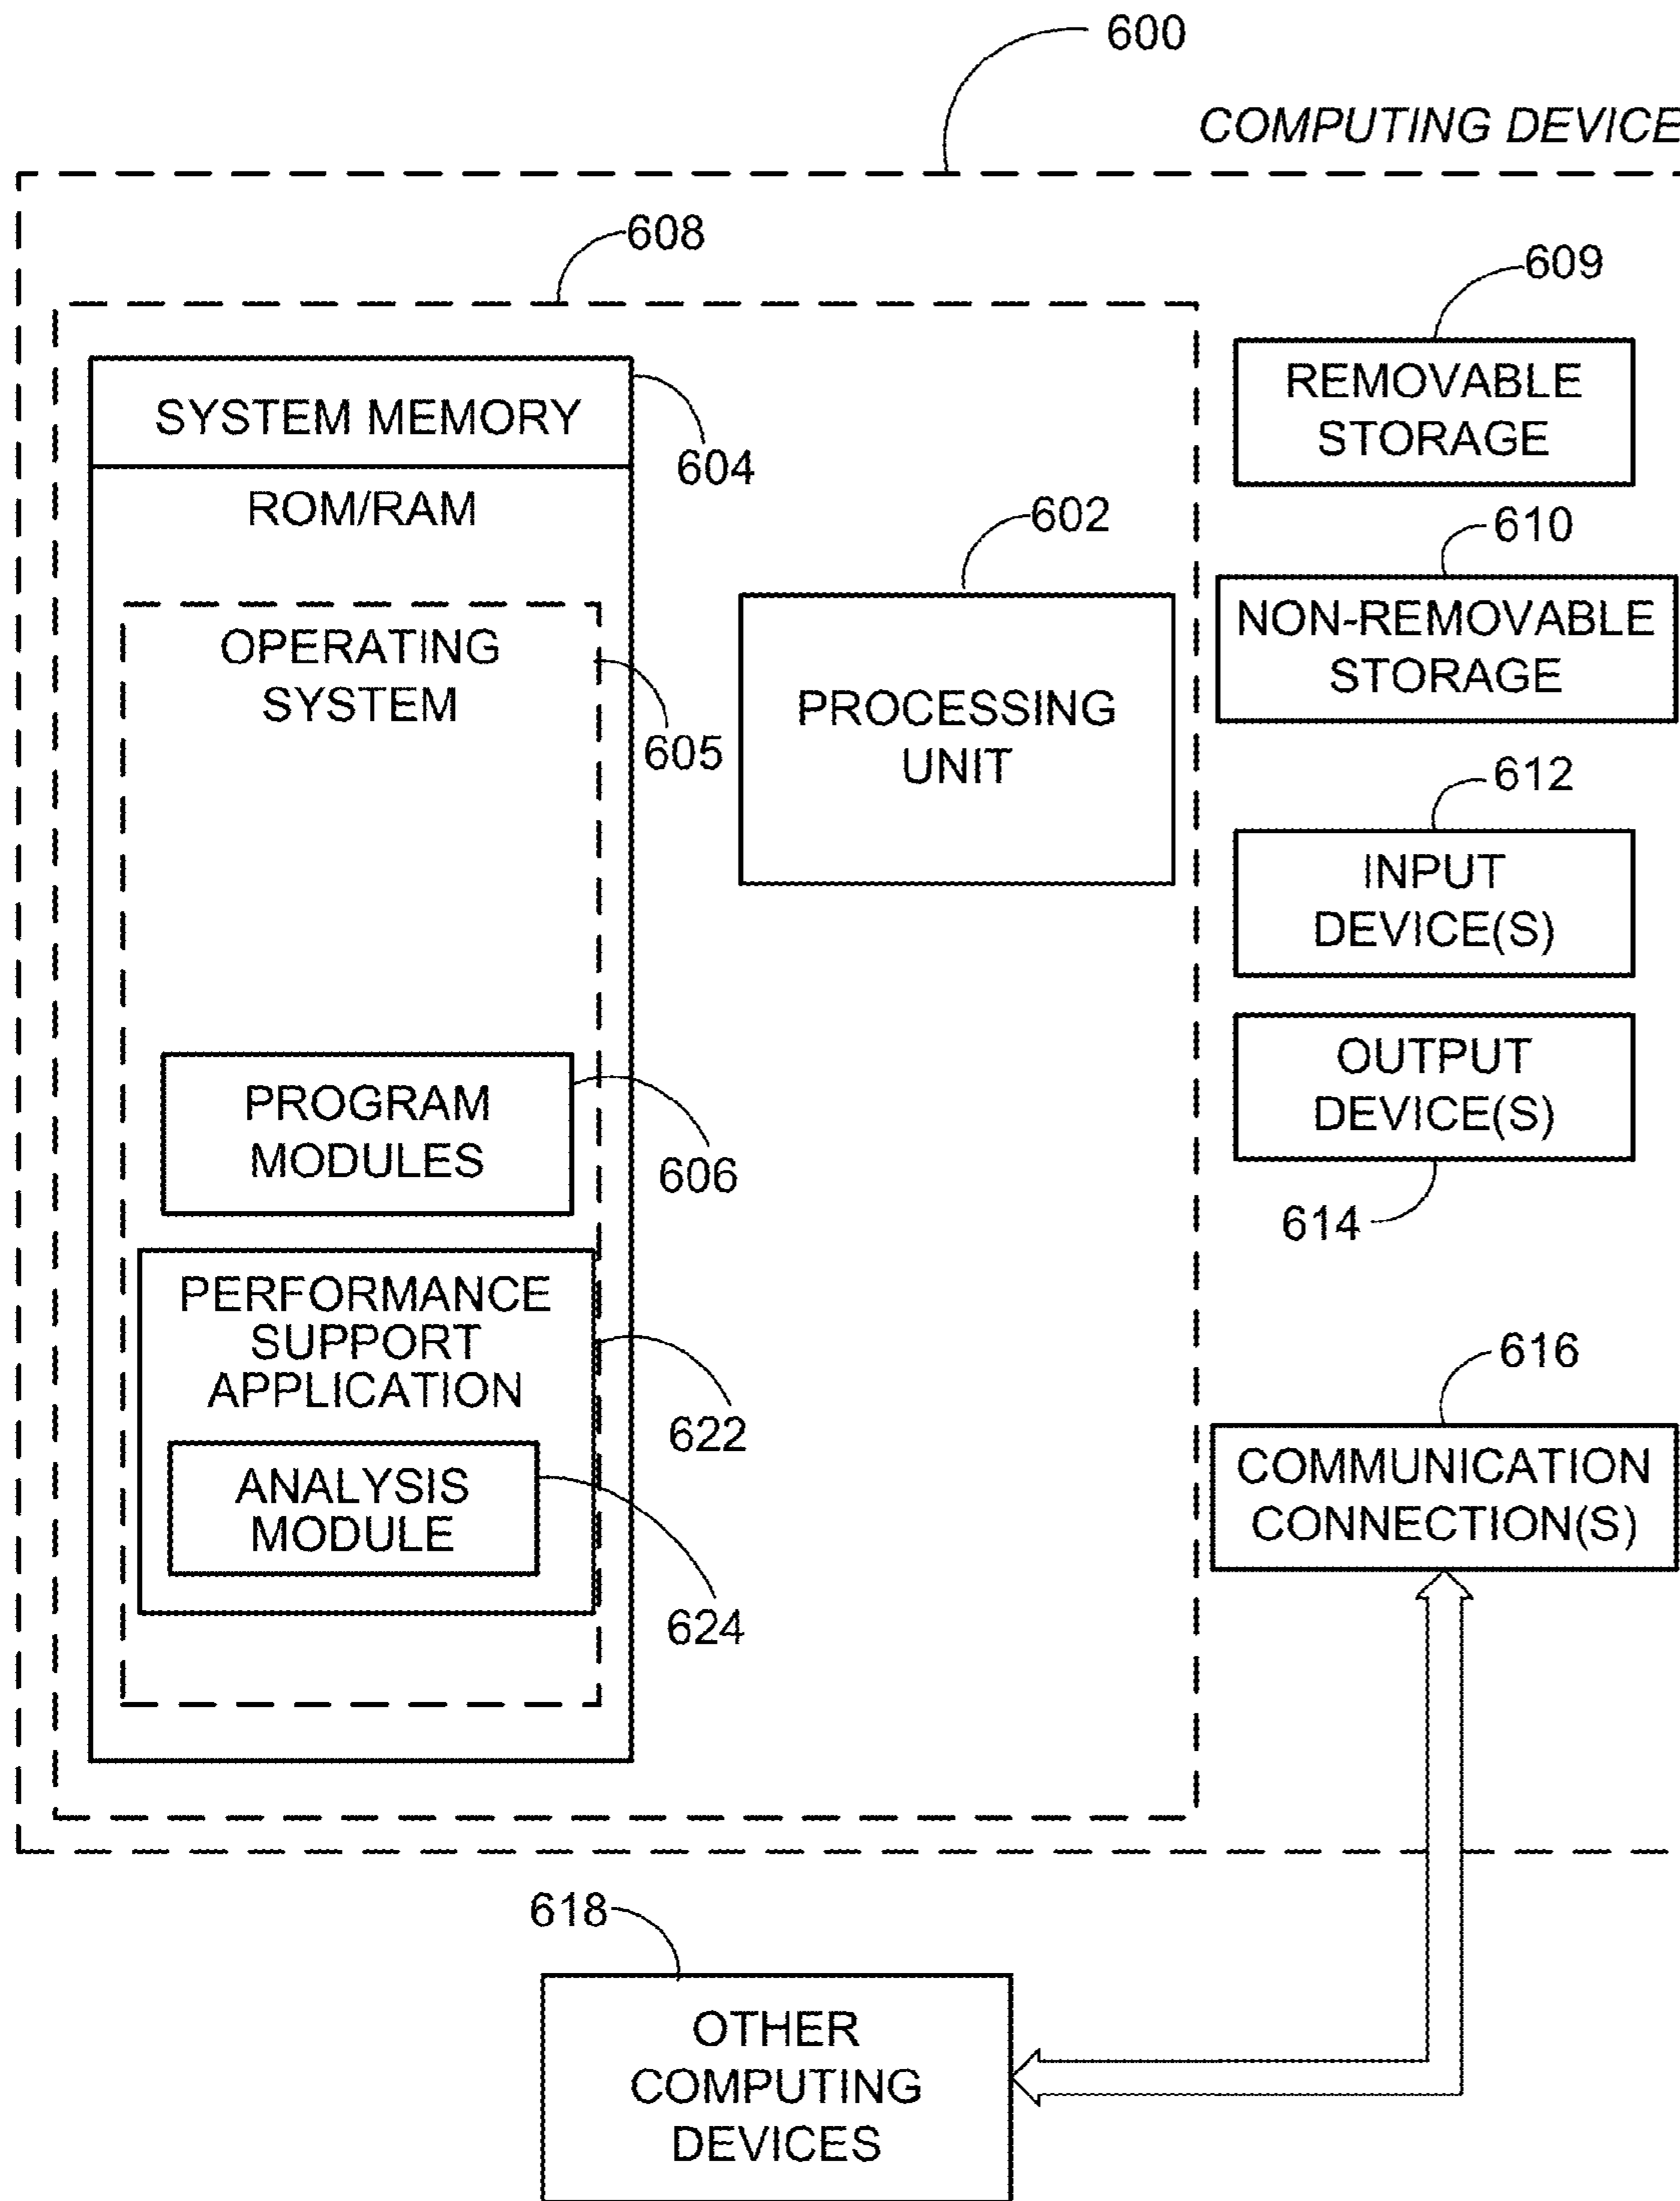 600
COMPUTING DEVICE
608
609
REMOVABLE
STORAGE
SYSTEM MEMORY
604
ROM/RAM
602
610
NON-REMOVABLE
STORAGE
OPERATING
SYSTEM
605
PROCESSING
UNIT
612
INPUT
DEVICE(S)
OUTPUT
DEVICE(S)
614
PROGRAM
MODULES
606
PERFORMANCE
SUPPORT
APPLICATION
622
ANALYSIS
MODULE
624
616
COMMUNICATION
CONNECTION(S)
618
OTHER
COMPUTING
DEVICES